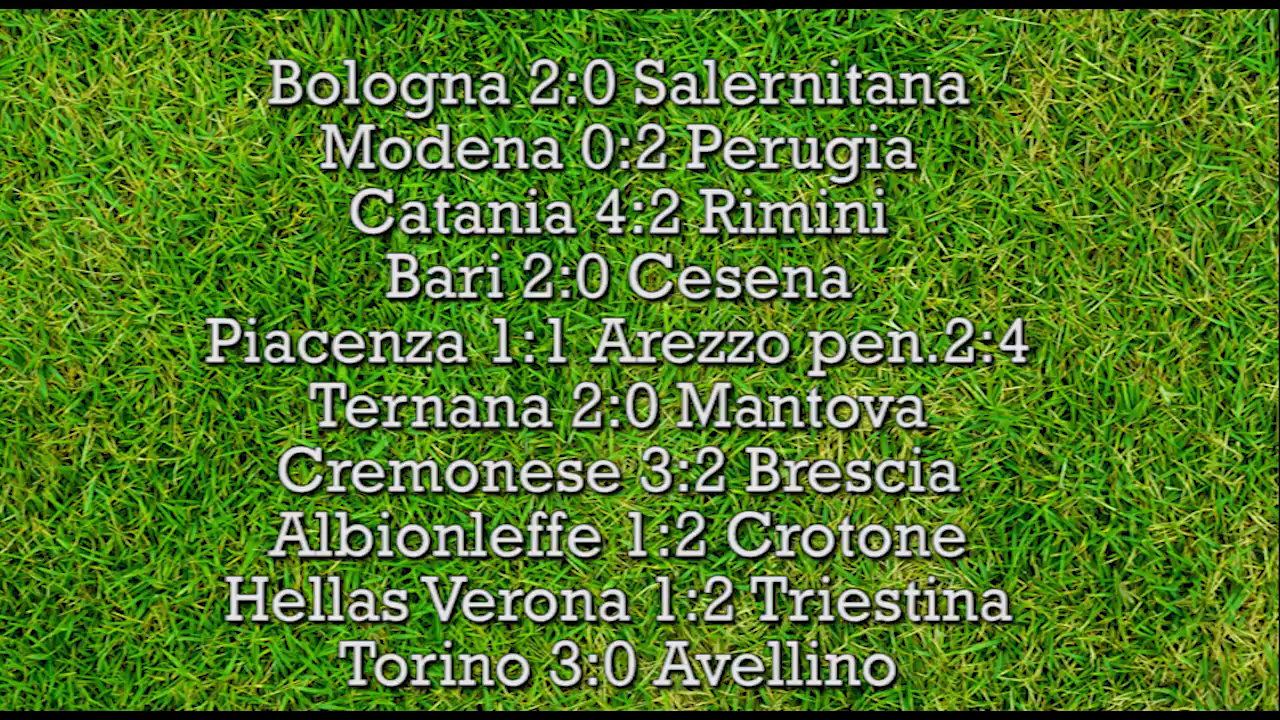 Bologna 2:0 Salernitana
Modena 0:2 Perugia
Catania 4:2 Rimini
Bari 2:0 Cesena
Piacenza 1:1 Arezzo pen.2:4
Ternana 2:0 Mantova
Cremonese 3:2 Brescia
Albionleffe 1:2 Crotone
Hellas Verona 1:2 Triestina
Torino 3:0 Avellino